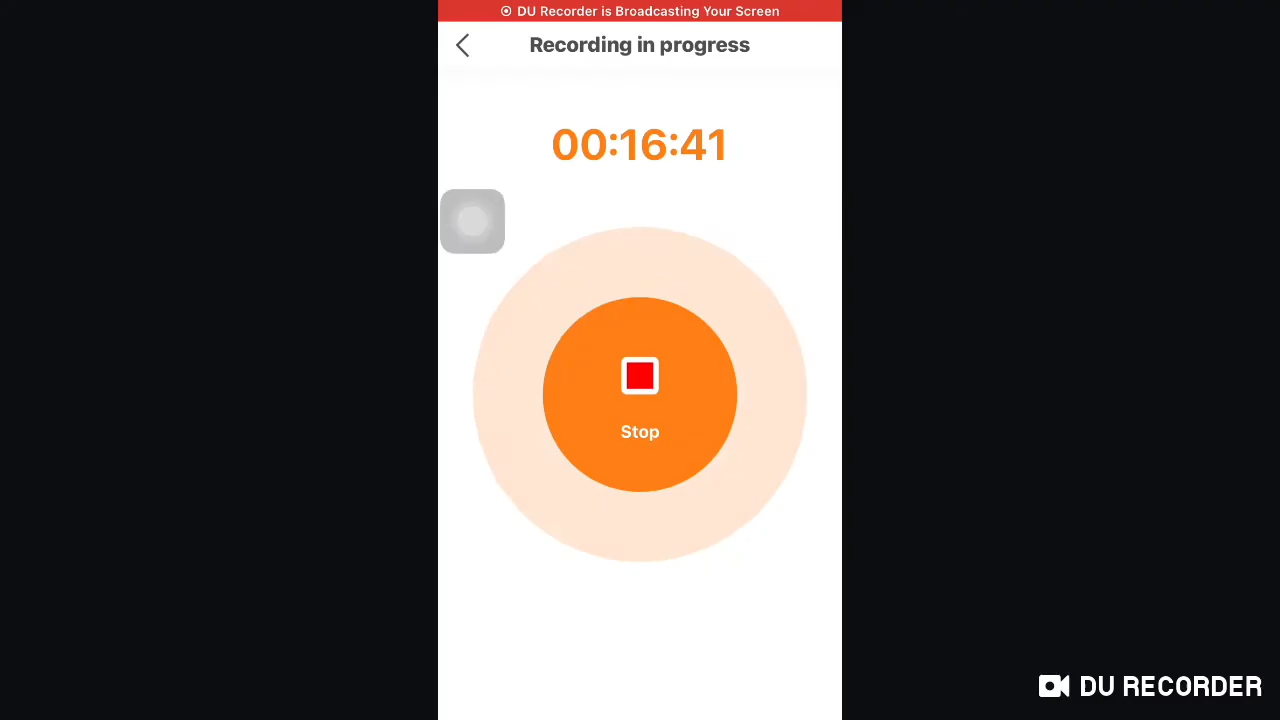 DU Recorder is Broadcasting Your Screen
Recording in progress
00:16:41
Stop
DU RECORDER